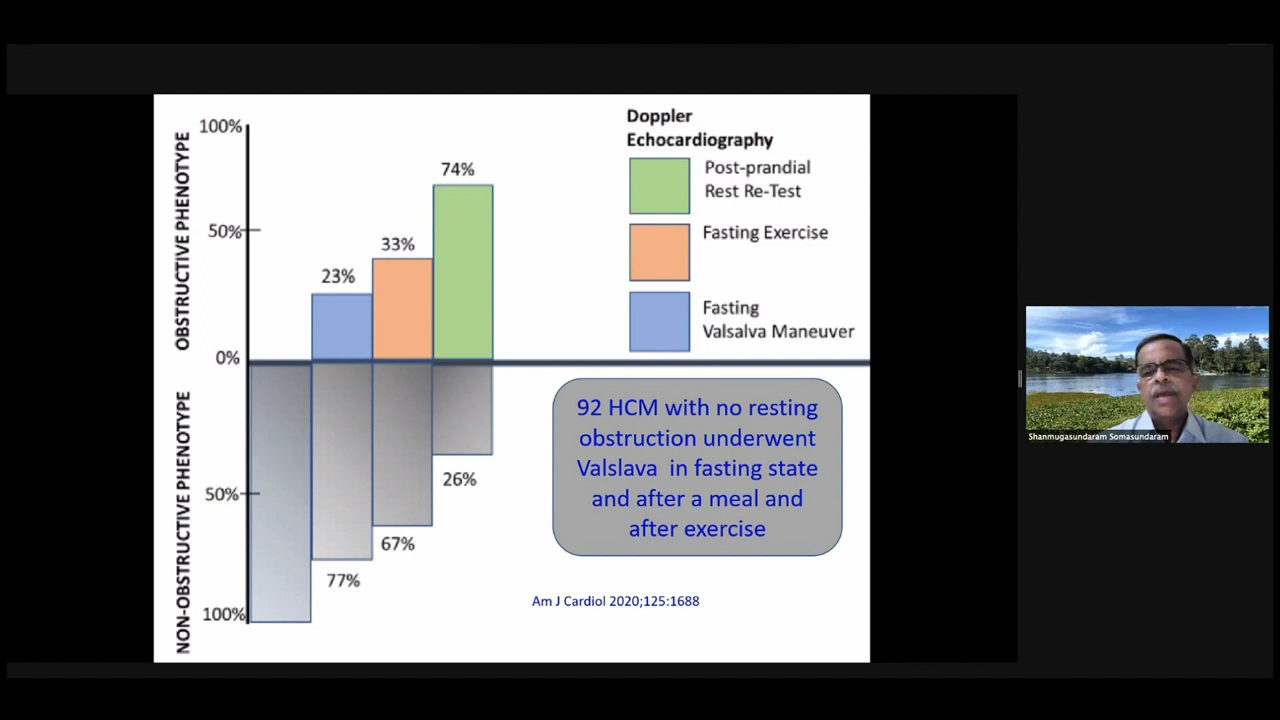 OBSTRUCTIVE PHENOTYPE
NON-OBSTRUCTIVE PHENOTYPE
100%
50%
0%
50%
100%
23%
33%
74%
77%
67%
26%
Doppler
Echocardiography
Post-prandial
Rest Re-Test
Fasting Exercise
Fasting
Valsalva Maneuver
92 HCM with no resting
obstruction underwent
Valslava in fasting state
and after a meal and
after exercise
Am J Cardiol 2020;125:1688
Shanmugasundaram Somasundaram